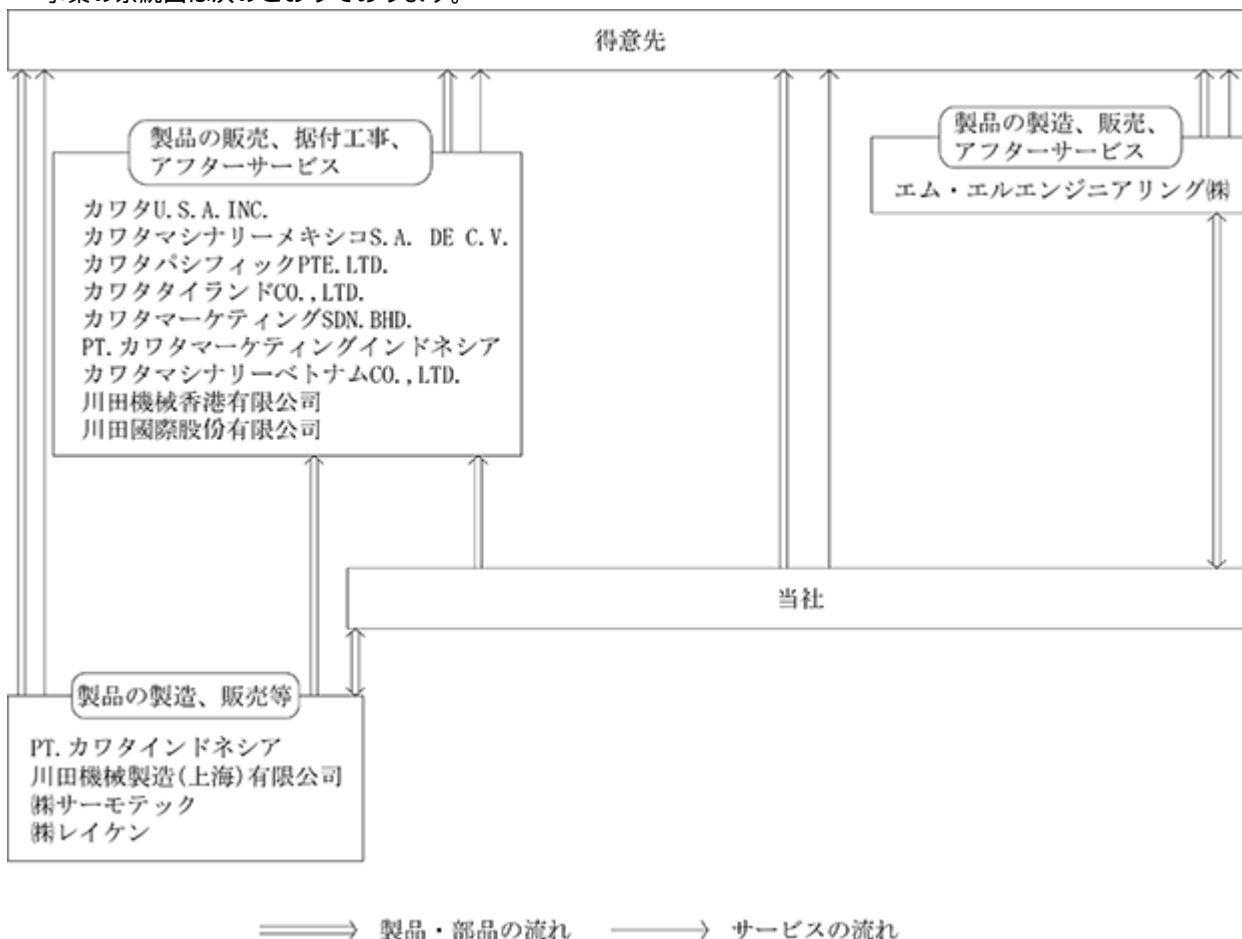 事業の系統図は次のとおりであります。
得意先
製品の販売、据付工事、
アフターサービス
カワタU.S.A.INC.
カワタマシナリーメキシコS.A. DE C.V.
カワタパシフィックPTE.LTD.
カワタタイランドCO.,LTD.
カワタマーケティングSDN.BHD.
PT.カワタマーケティングインドネシア
カワタマシナリーベトナムCO.,LTD.
川田機械香港有限公司
川田國際股份有限公司
製品の製造、販売、
アフターサービス
エム・エルエンジニアリング㈱
当社
製品の製造、販売等
PT.カワタインドネシア
川田機械製造(上海)有限公司
㈱サーモテック
㈱レイケン
製品・部品の流れ
サービスの流れ